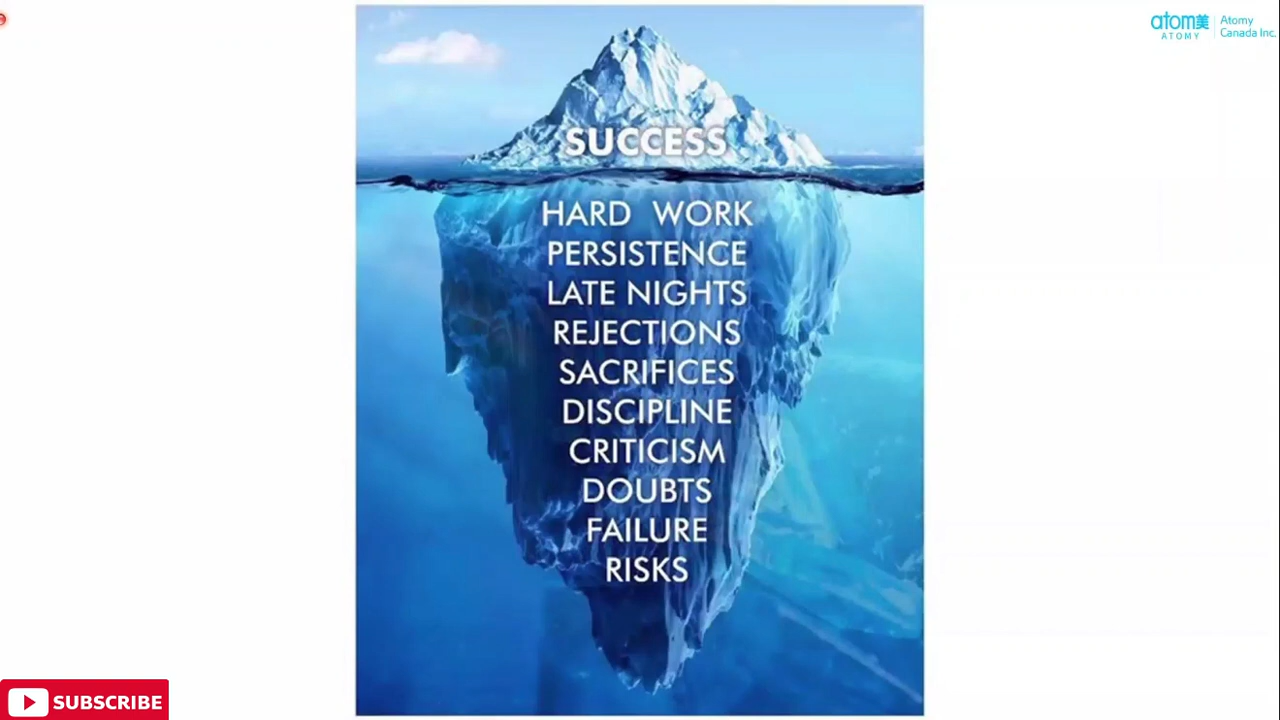 atom美
ATOMY
Atomy
Canada Inc.
SUCCESS
HARD WORK
PERSISTENCE
LATE NIGHTS
REJECTIONS
SACRIFICES
DISCIPLINE
CRITICISM
DOUBTS
FAILURE
RISKS
SUBSCRIBE